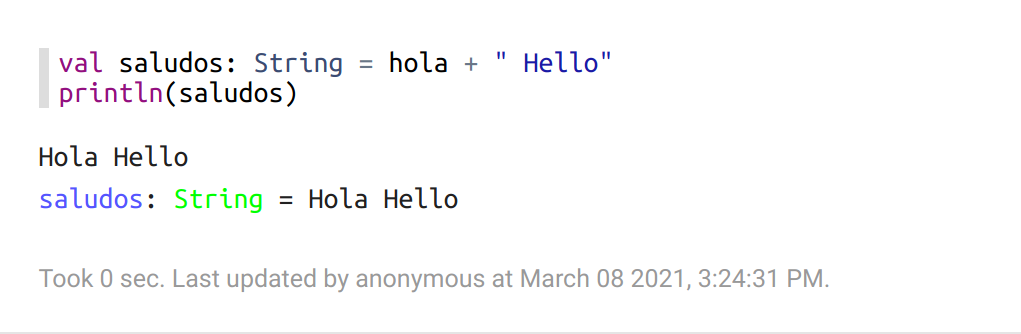 val saludos: String = hola + " Hello"
println(saludos)
Hola Hello
saludos: String = Hola Hello
Took 0 sec. Last updated by anonymous at March 08 2021, 3:24:31 PM.